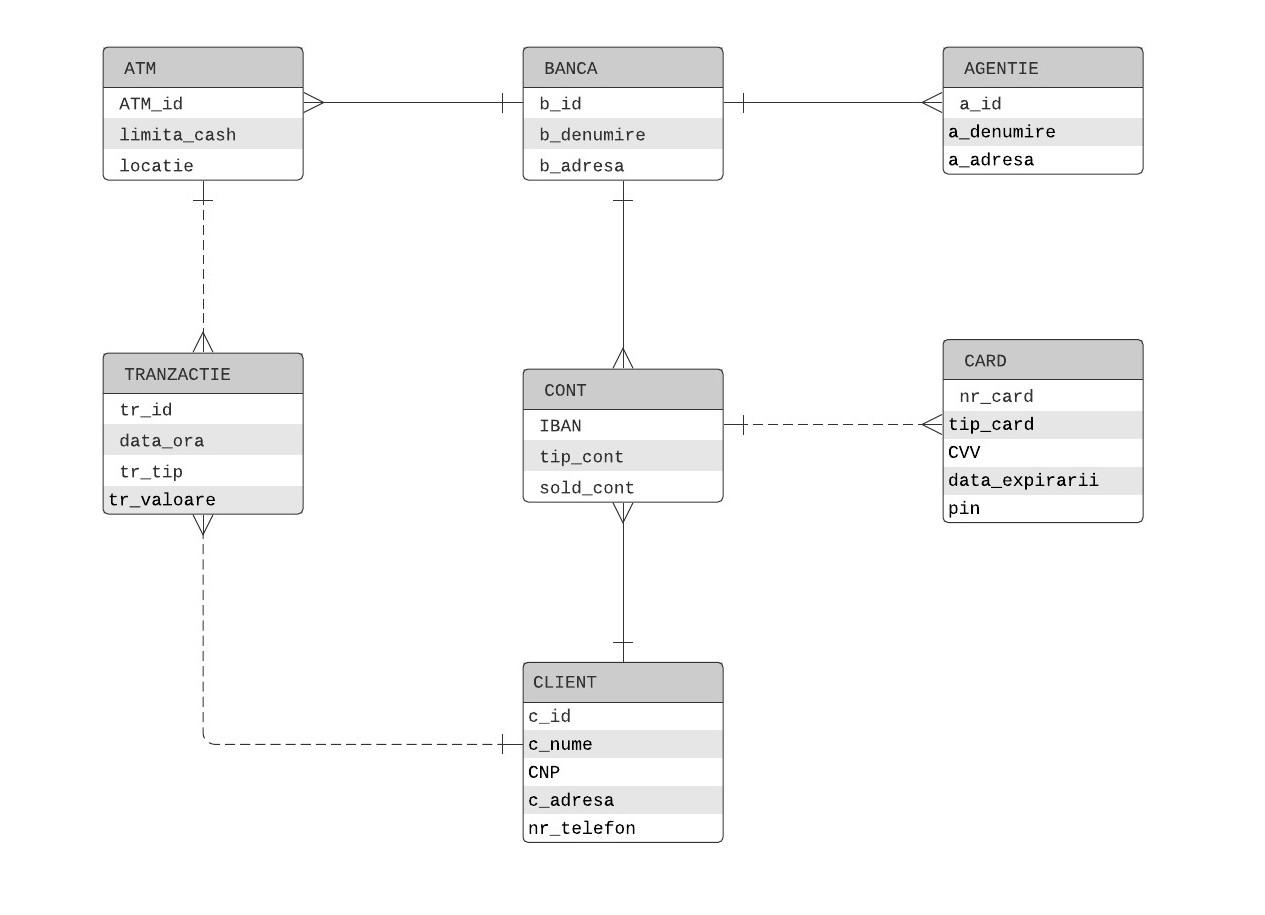 ATM
ATM_id
limita_cash
locatie
BANCA
b_id
b_denumire
b_adresa
AGENTIE
a_id
a_denumire
a_adresa
TRANZACTIE
tr_id
data_ora
tr_tip
tr_valoare
CONT
IBAN
tip_cont
sold_cont
CARD
nr_card
tip_card
CVV
data_expirarii
pin
CLIENT
c_id
c_nume
CNP
c_adresa
nr_telefon